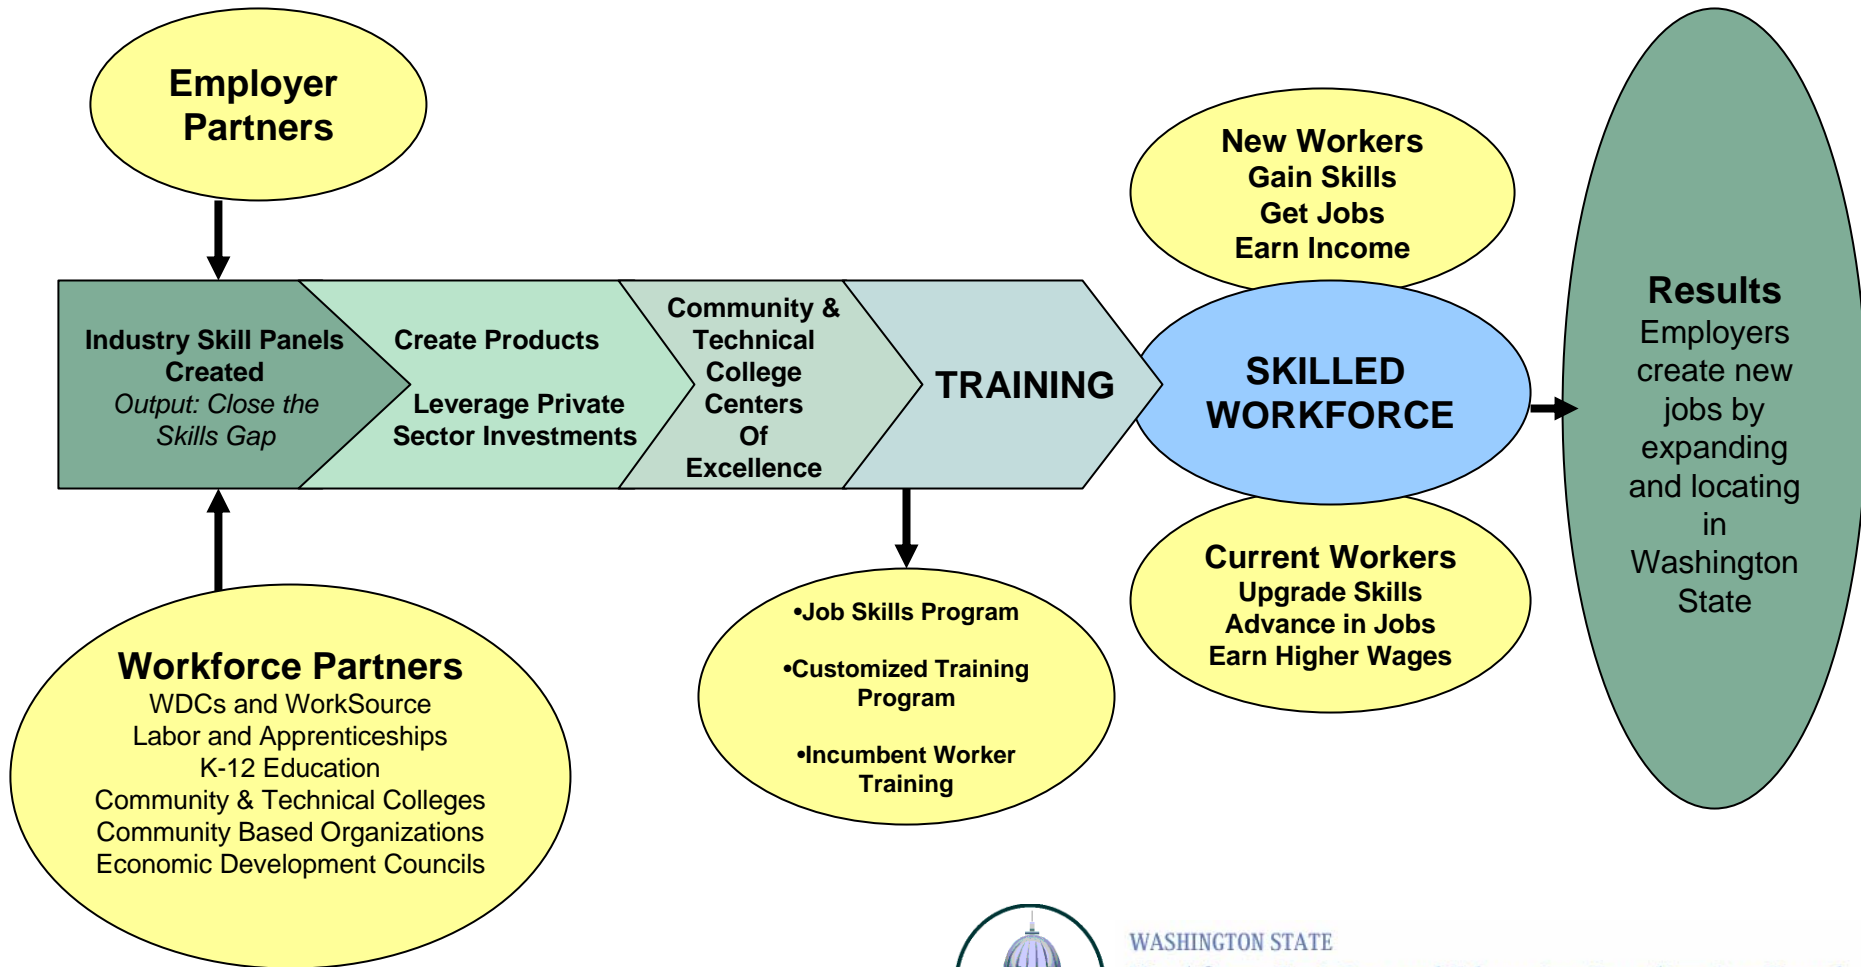 Employer
Partners
New Workers
Gain Skills
Get Jobs
Earn Income
Industry Skill Panels
Created
Output: Close the
Skills Gap
Create Products
Leverage Private
Sector Investments
Community &
Technical
College
Centers
Of
Excellence
TRAINING
SKILLED
WORKFORCE
Results
Employers
create new
jobs by
expanding
and locating
in
Washington
State
Workforce Partners
WDCs and WorkSource
Labor and Apprenticeships
K-12 Education
Community & Technical Colleges
Community Based Organizations
Economic Development Councils
•Job Skills Program
•Customized Training
Program
•Incumbent Worker
Training
Current Workers
Upgrade Skills
Advance in Jobs
Earn Higher Wages
WASHINGTON STATE